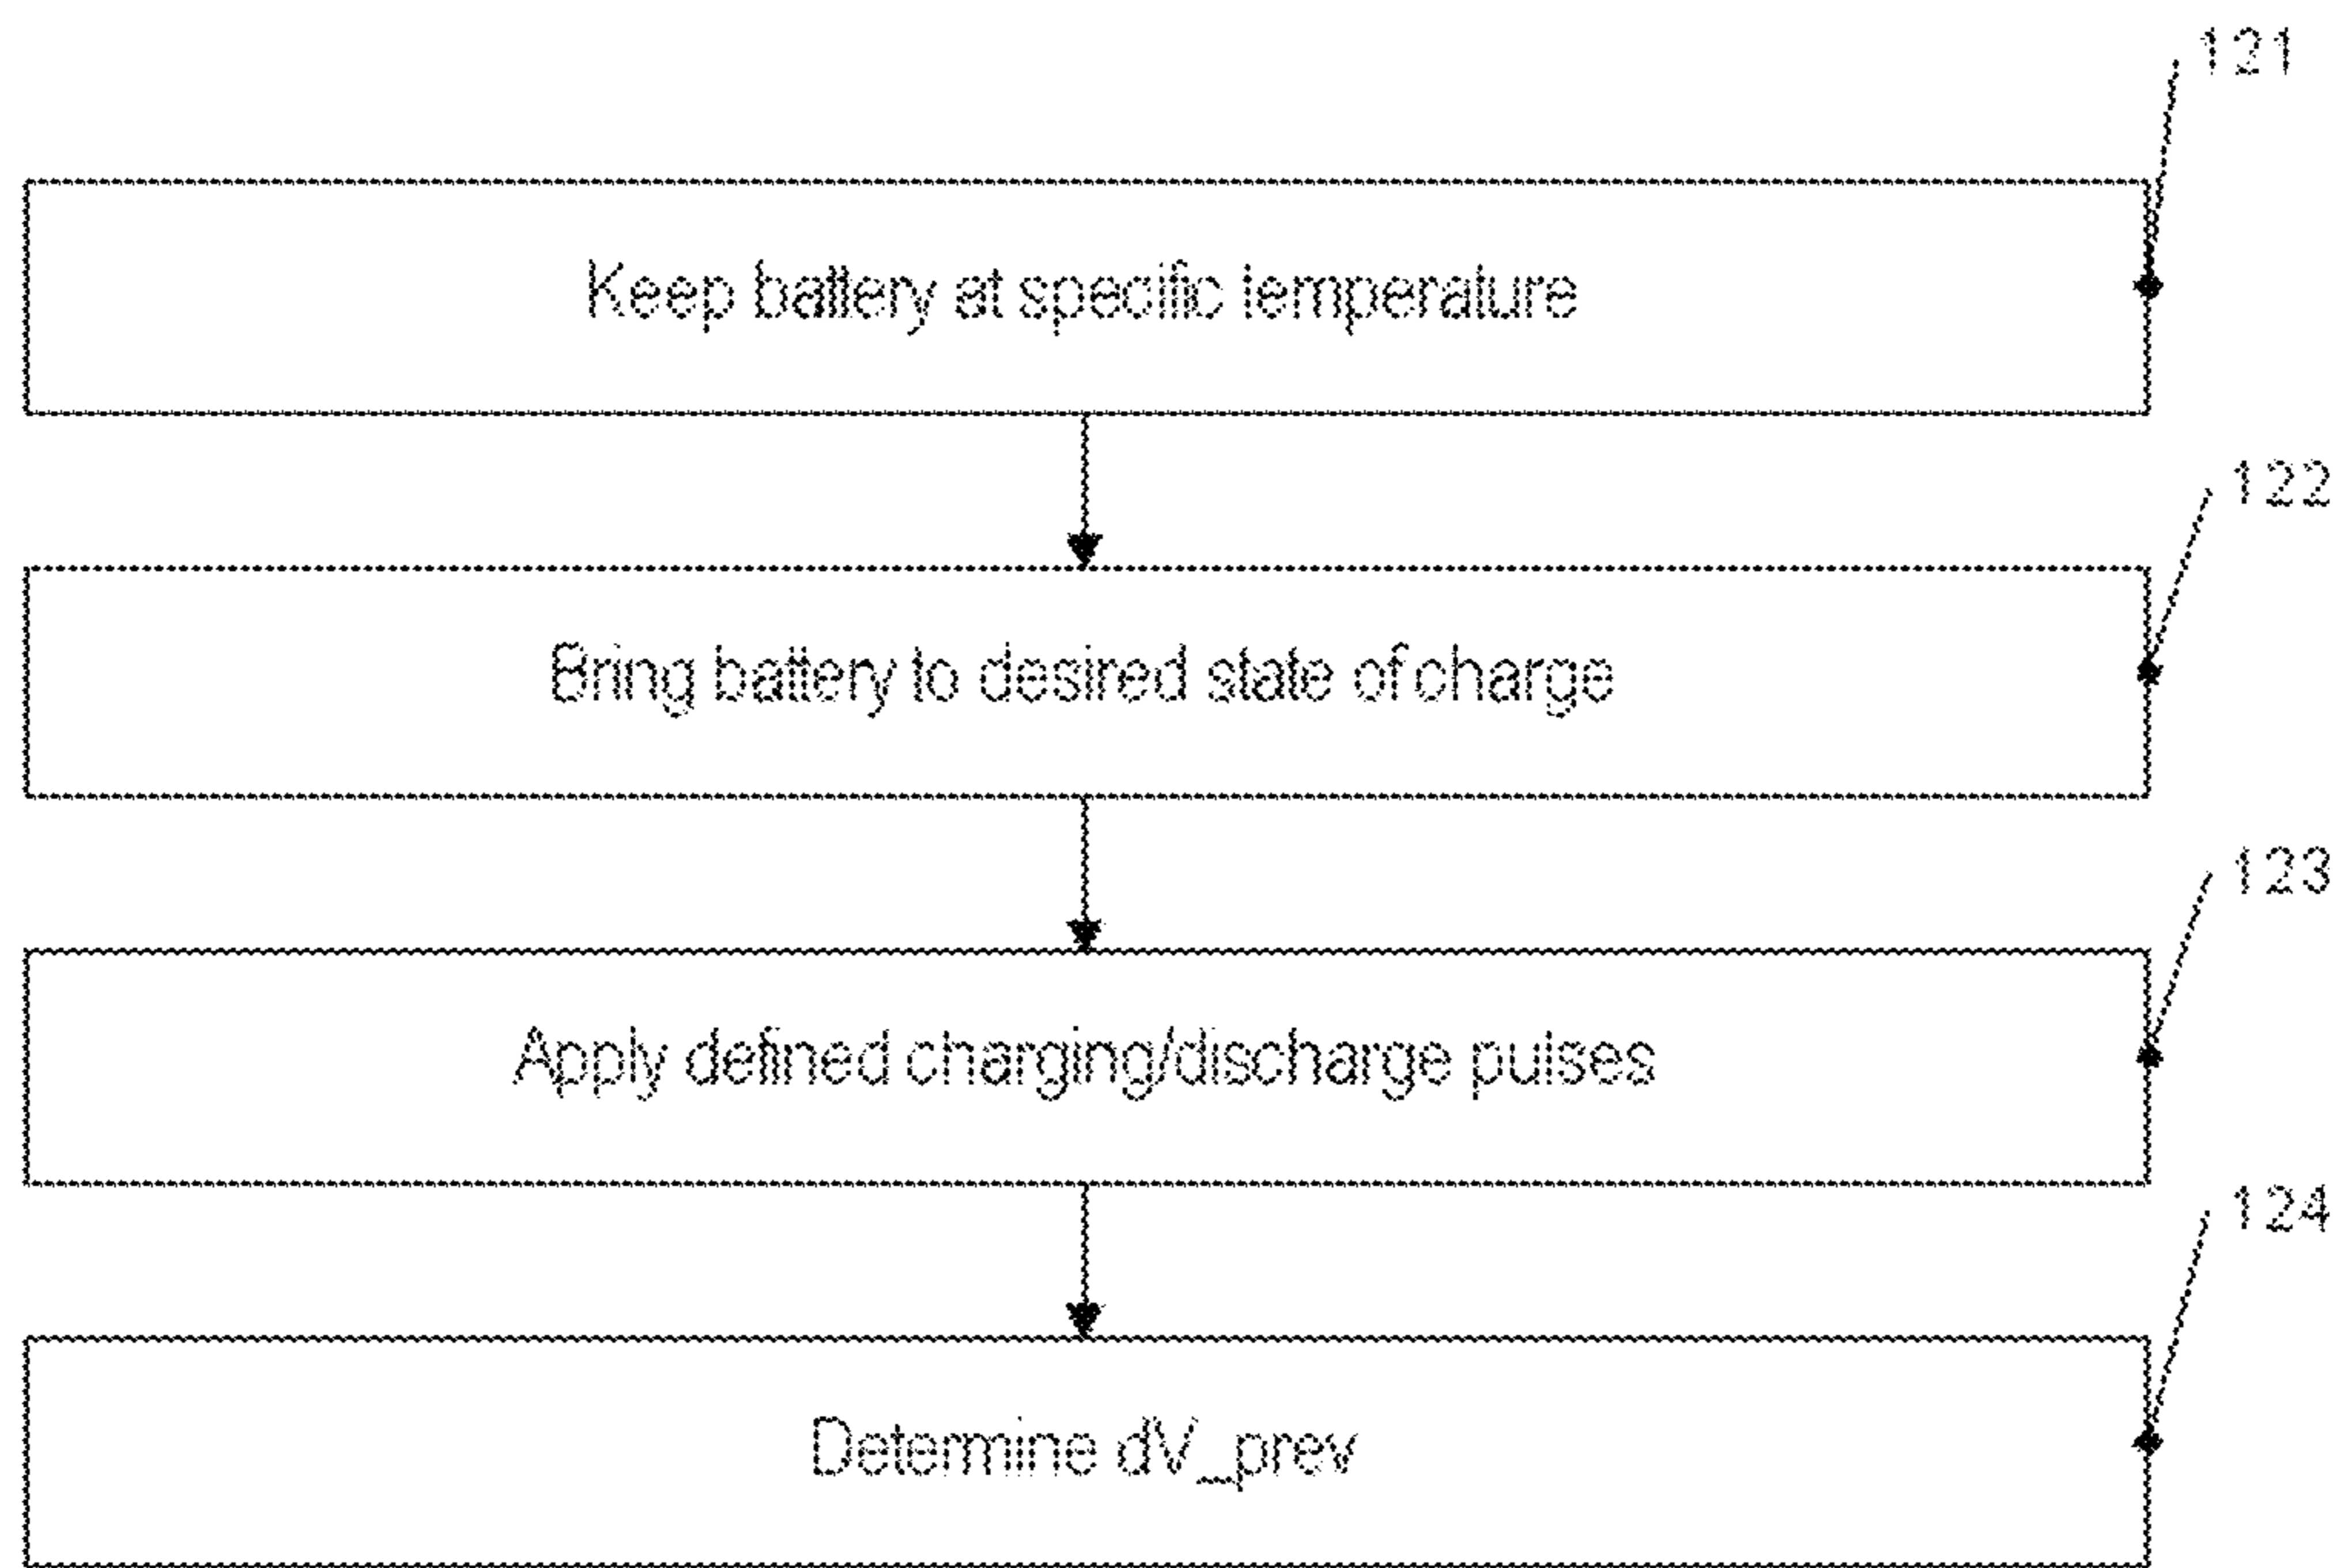 121
Keep battery at specific temperature
122
Bring battery to desired state of charge
123
Apply defined charging/discharge pulses
124
Determine dV_prev